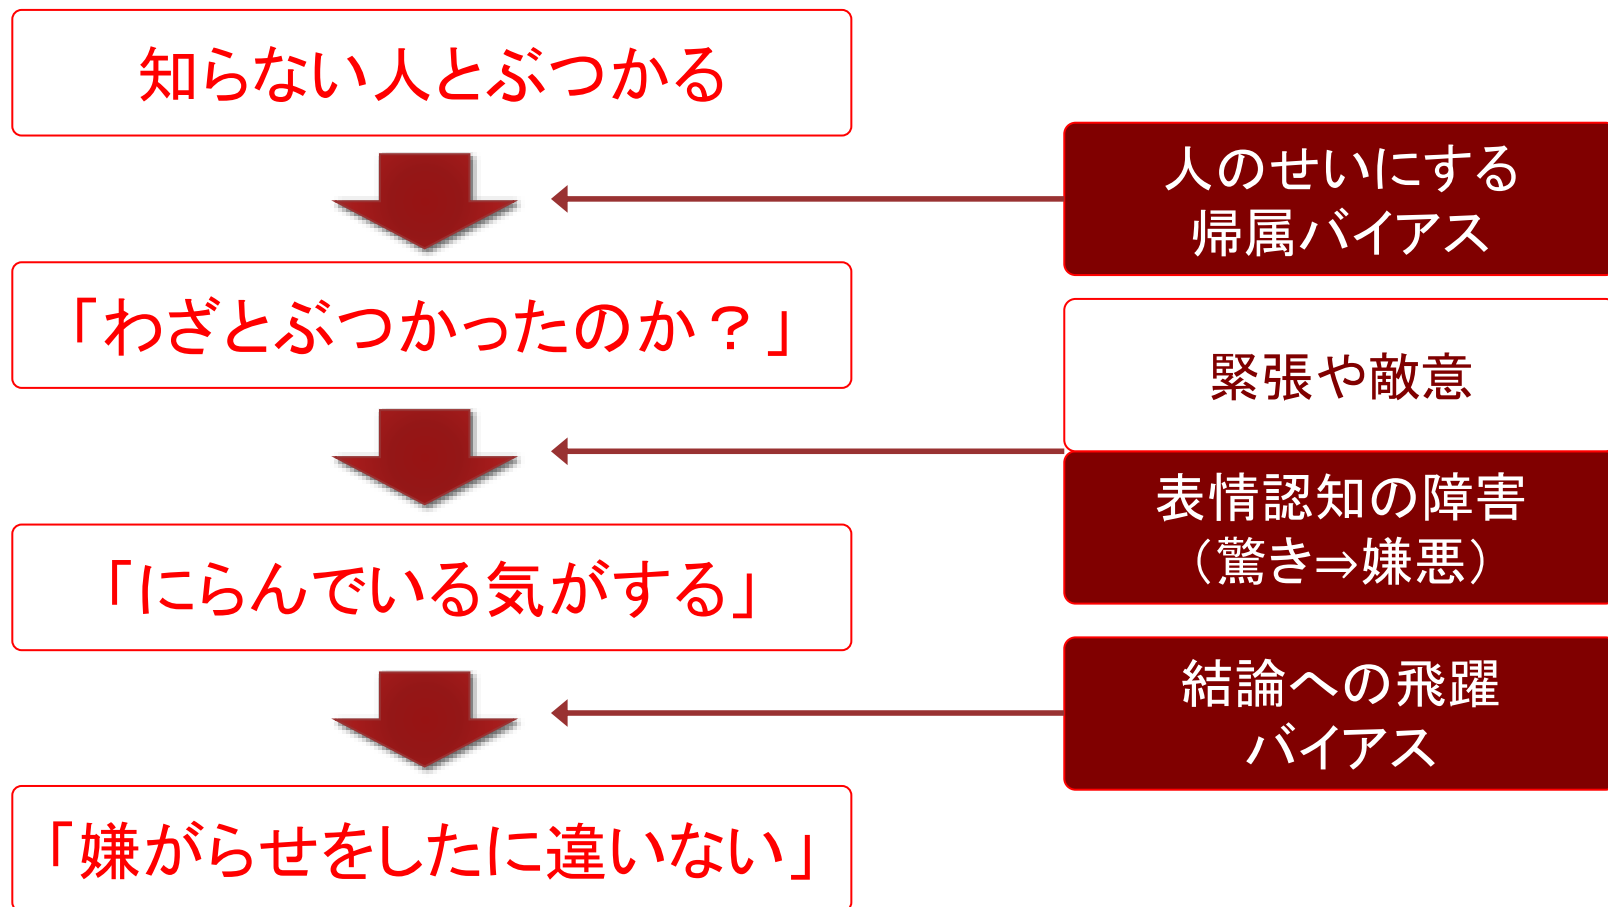 知らない人とぶつかる
人のせいにする
帰属バイアス
「わざとぶつかったのか？」
緊張や敵意
表情認知の障害
（驚き⇒嫌悪）
「にらんでいる気がする」
結論への飛躍
バイアス
「嫌がらせをしたに違いない」